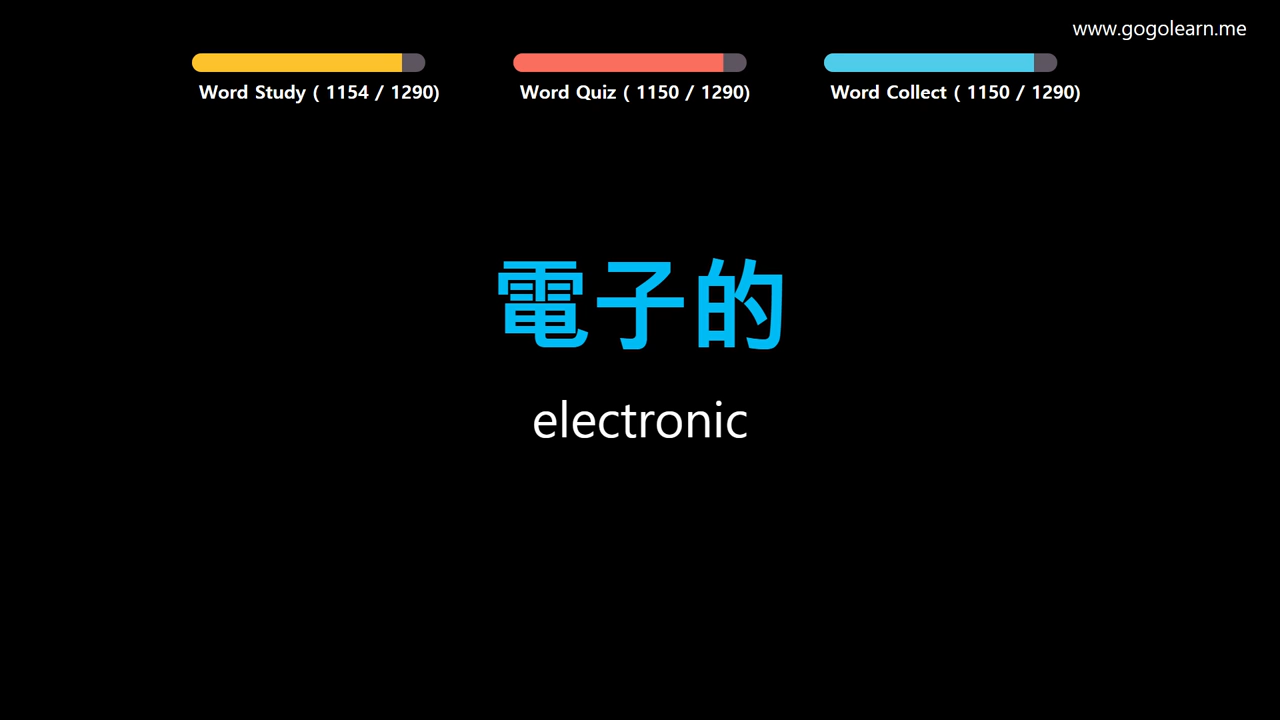 www.gogolearn.me
Word Study ( 1154 / 1290)
Word Quiz ( 1150 / 1290)
Word Collect ( 1150 / 1290)
電子的
electronic